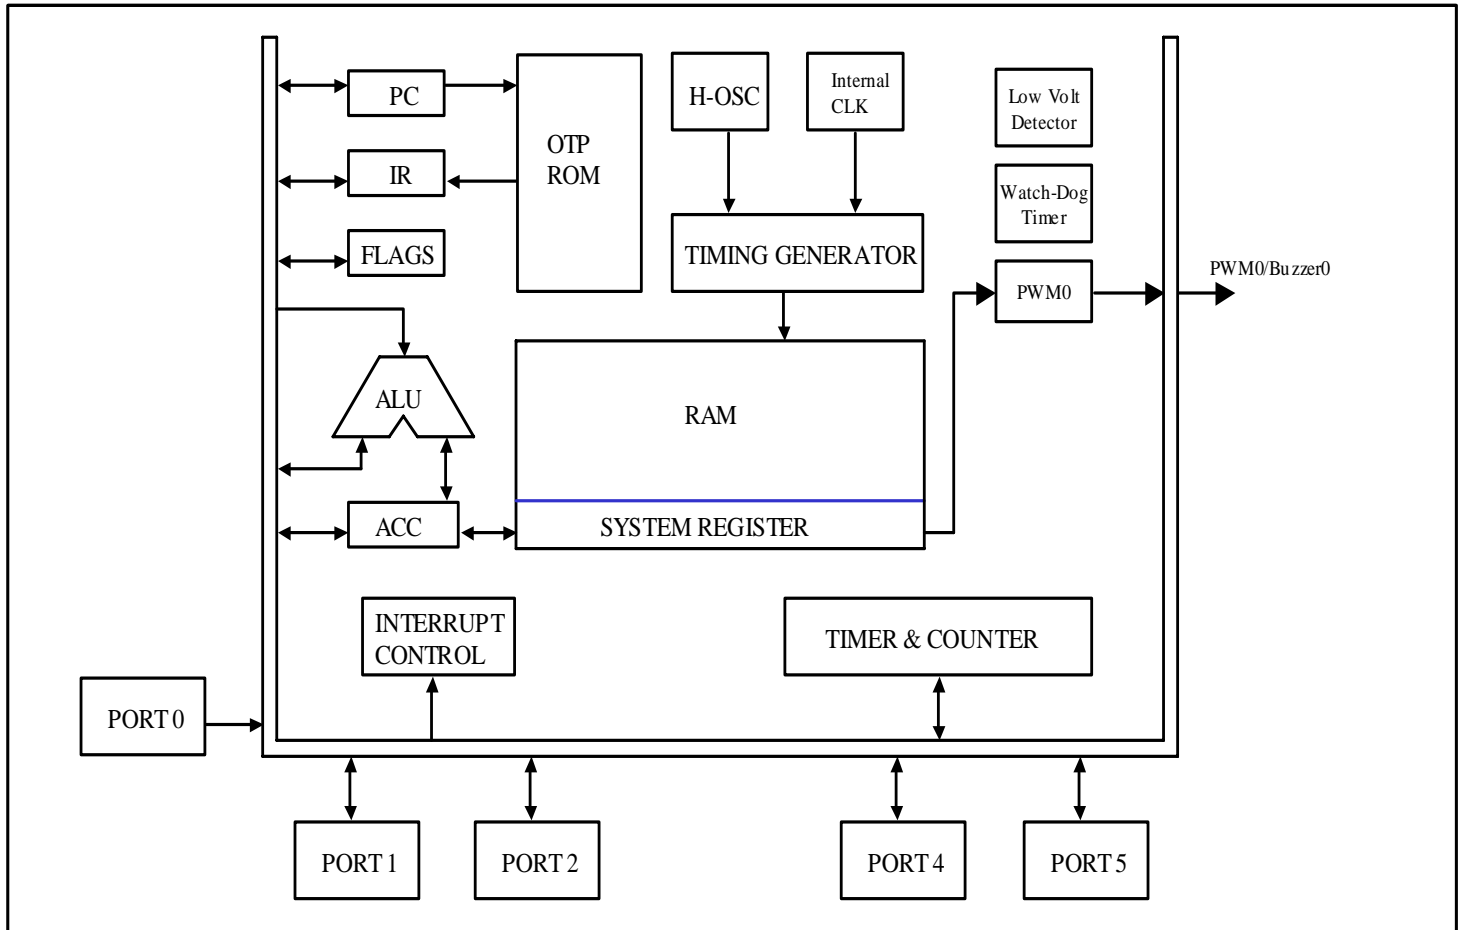 PC
IR
FLAGS
OTP
ROM
H-OSC
Internal
CLK
Low Volt
Detector
Watch-Dog
Timer
TIMING GENERATOR
PWM0
PWM0/Buzzer0
ALU
RAM
ACC
SYSTEM REGISTER
INTERRUPT
CONTROL
TIMER & COUNTER
PORT 0
PORT 1
PORT 2
PORT 4
PORT 5